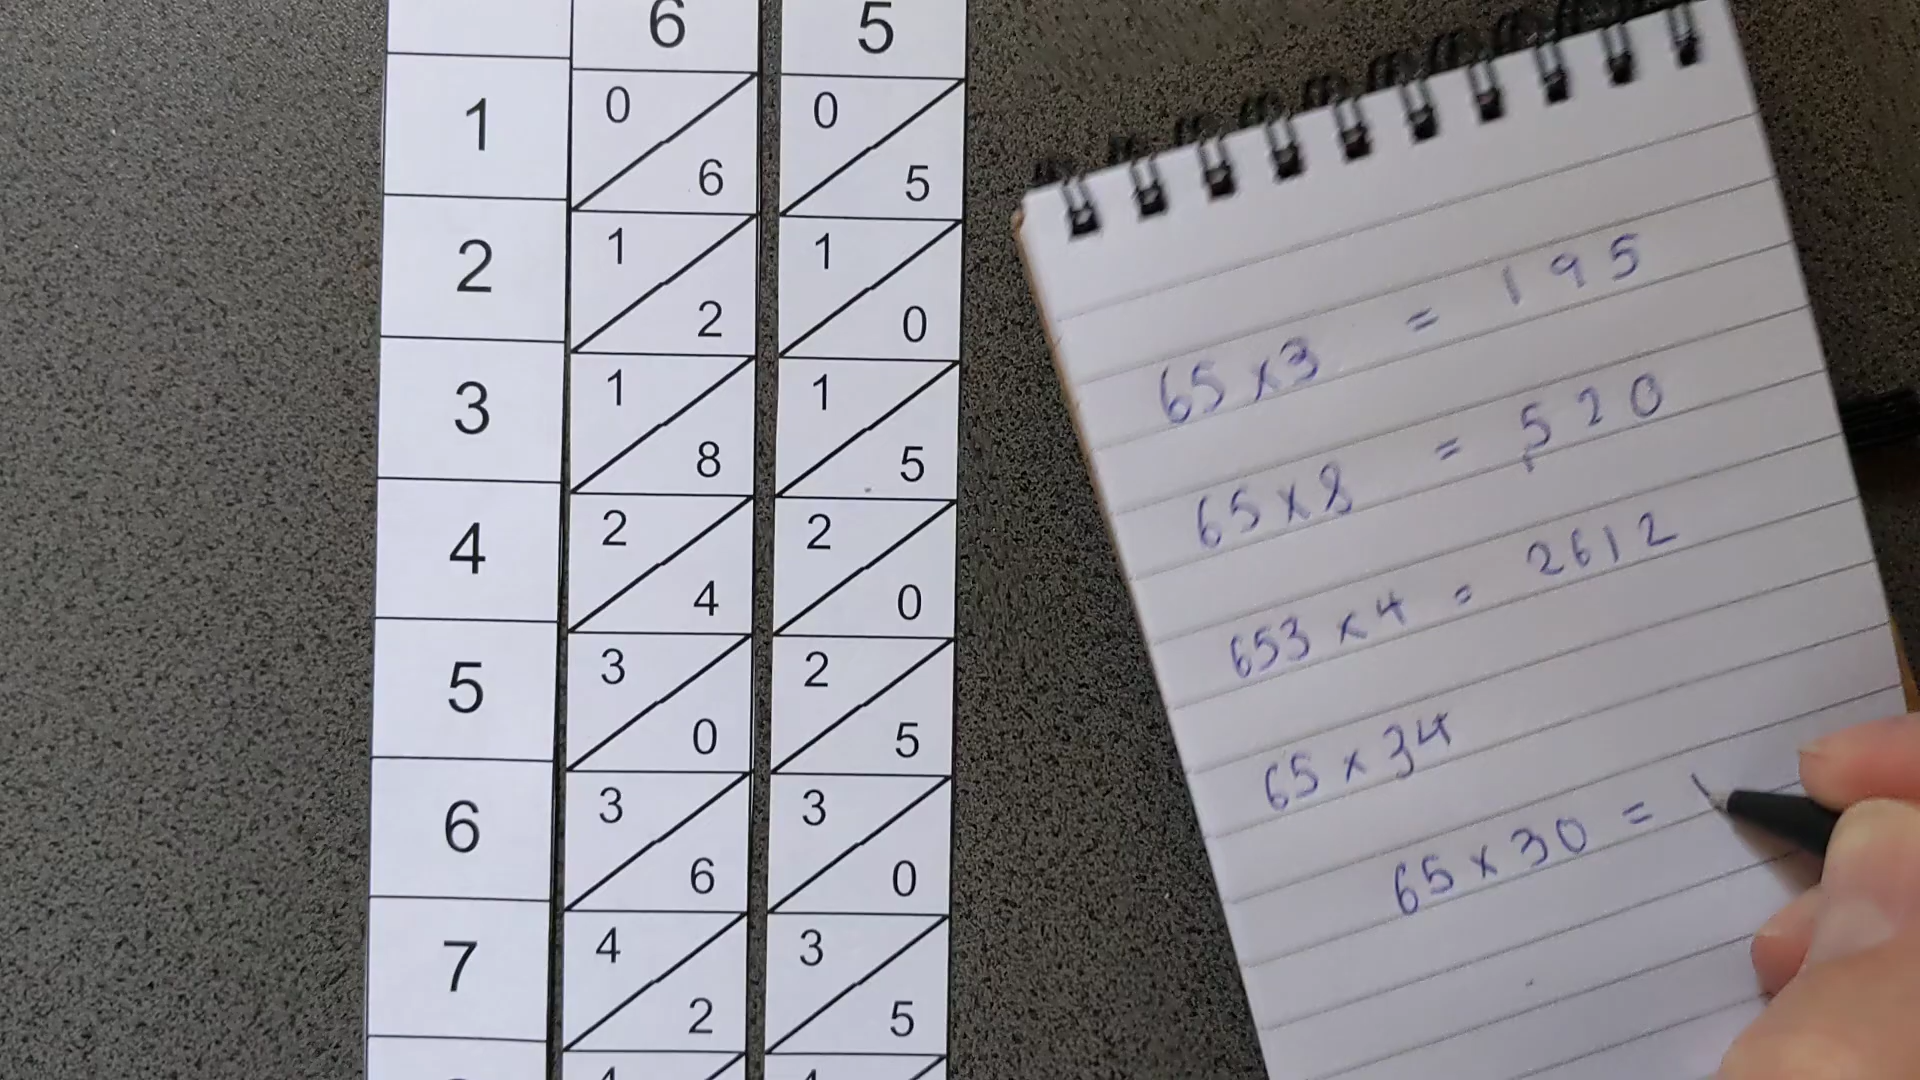 6 5
1 0 6 0 5
2 1 2 1 0
3 1 8 1 5
4 2 4 2 0
5 3 0 2 5
6 3 6 3 0
7 4 2 3 5
65 x 3 = 195
65 x 8 = 520
653 x 4 = 2612
65 x 34
65 x 30 =